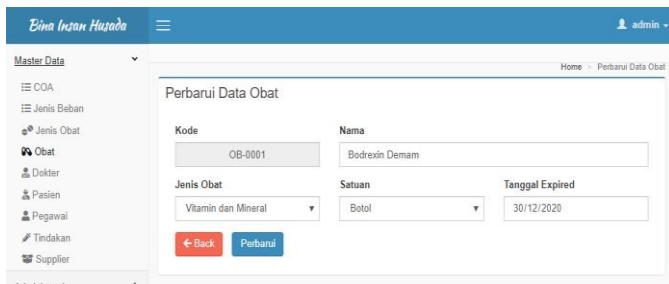 Bina Insan Husada
admin
Master Data
Home > Perbarui Data Obat
COA
Perbarui Data Obat
Jenis Beban
Jenis Obat
Kode
Nama
Obat
OB-0001
Bodrexin Demam
Dokter
Jenis Obat
Satuan
Tanggal Expired
Pasien
Vitamin dan Mineral
Botol
30/12/2020
Pegawai
Tindakan
Back
Perbarui
Supplier